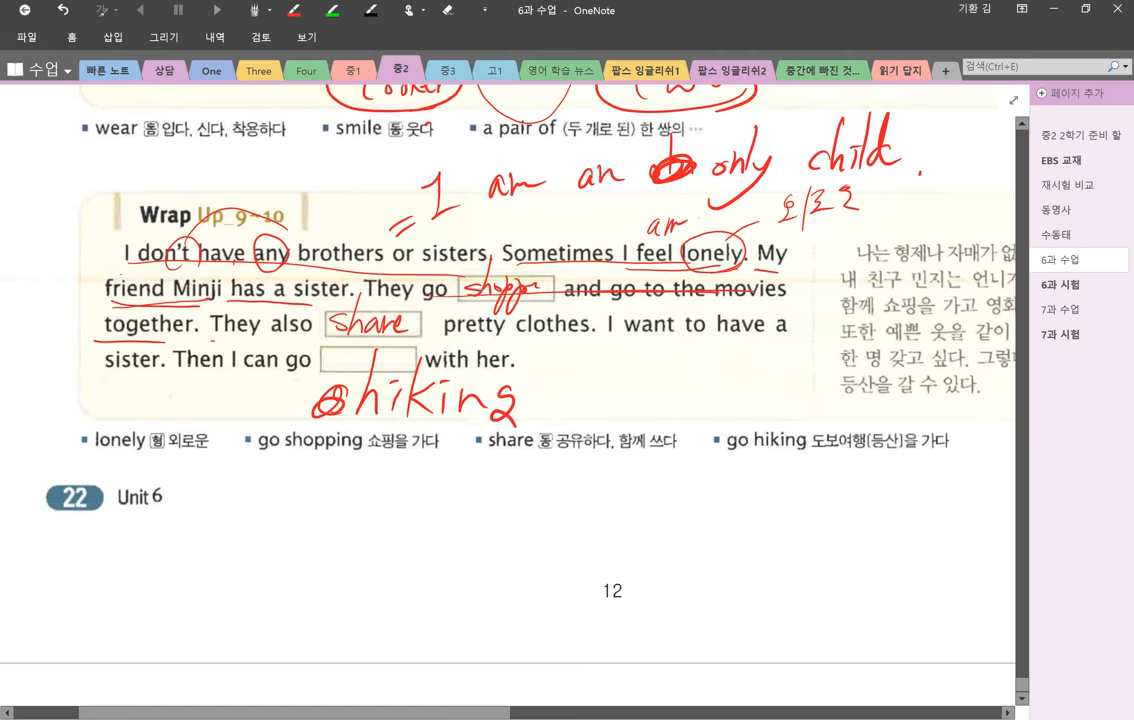 6과 수업 - OneNote
기환 김
파일 홈 삽입 그리기 내역 검토 보기
수업 빠른 노트 상담 One Three Four 중1 중2 중3 고1 영어 학습 뉴스 팝스 잉글리쉬1 팝스 잉글리쉬2 중간에 빠진 것... 읽기 답지 + 검색(Ctrl+E)
페이지 추가
중2 2학기 준비 할
EBS 교재
재시험 비교
동명사
수동태
6과 수업
6과 시험
7과 수업
7과 시험
wear 동 입다, 신다, 착용하다 smile 동 웃다 a pair of (두 개로 된) 한 쌍의 …
= I am an only child.
Wrap Up_9~10
am
I don't have any brothers or sisters. Sometimes I feel lonely. My
friend Minji has a sister. They go shopping and go to the movies
together. They also share pretty clothes. I want to have a
sister. Then I can go with her.
hiking
나는 형제나 자매가 없
내 친구 민지는 언니가
함께 쇼핑을 가고 영화
또한 예쁜 옷을 같이
한 명 갖고 싶다. 그렇
등산을 갈 수 있다.
lonely 형 외로운 go shopping 쇼핑을 가다 share 동 공유하다, 함께 쓰다 go hiking 도보여행(등산)을 가다
22 Unit 6
12